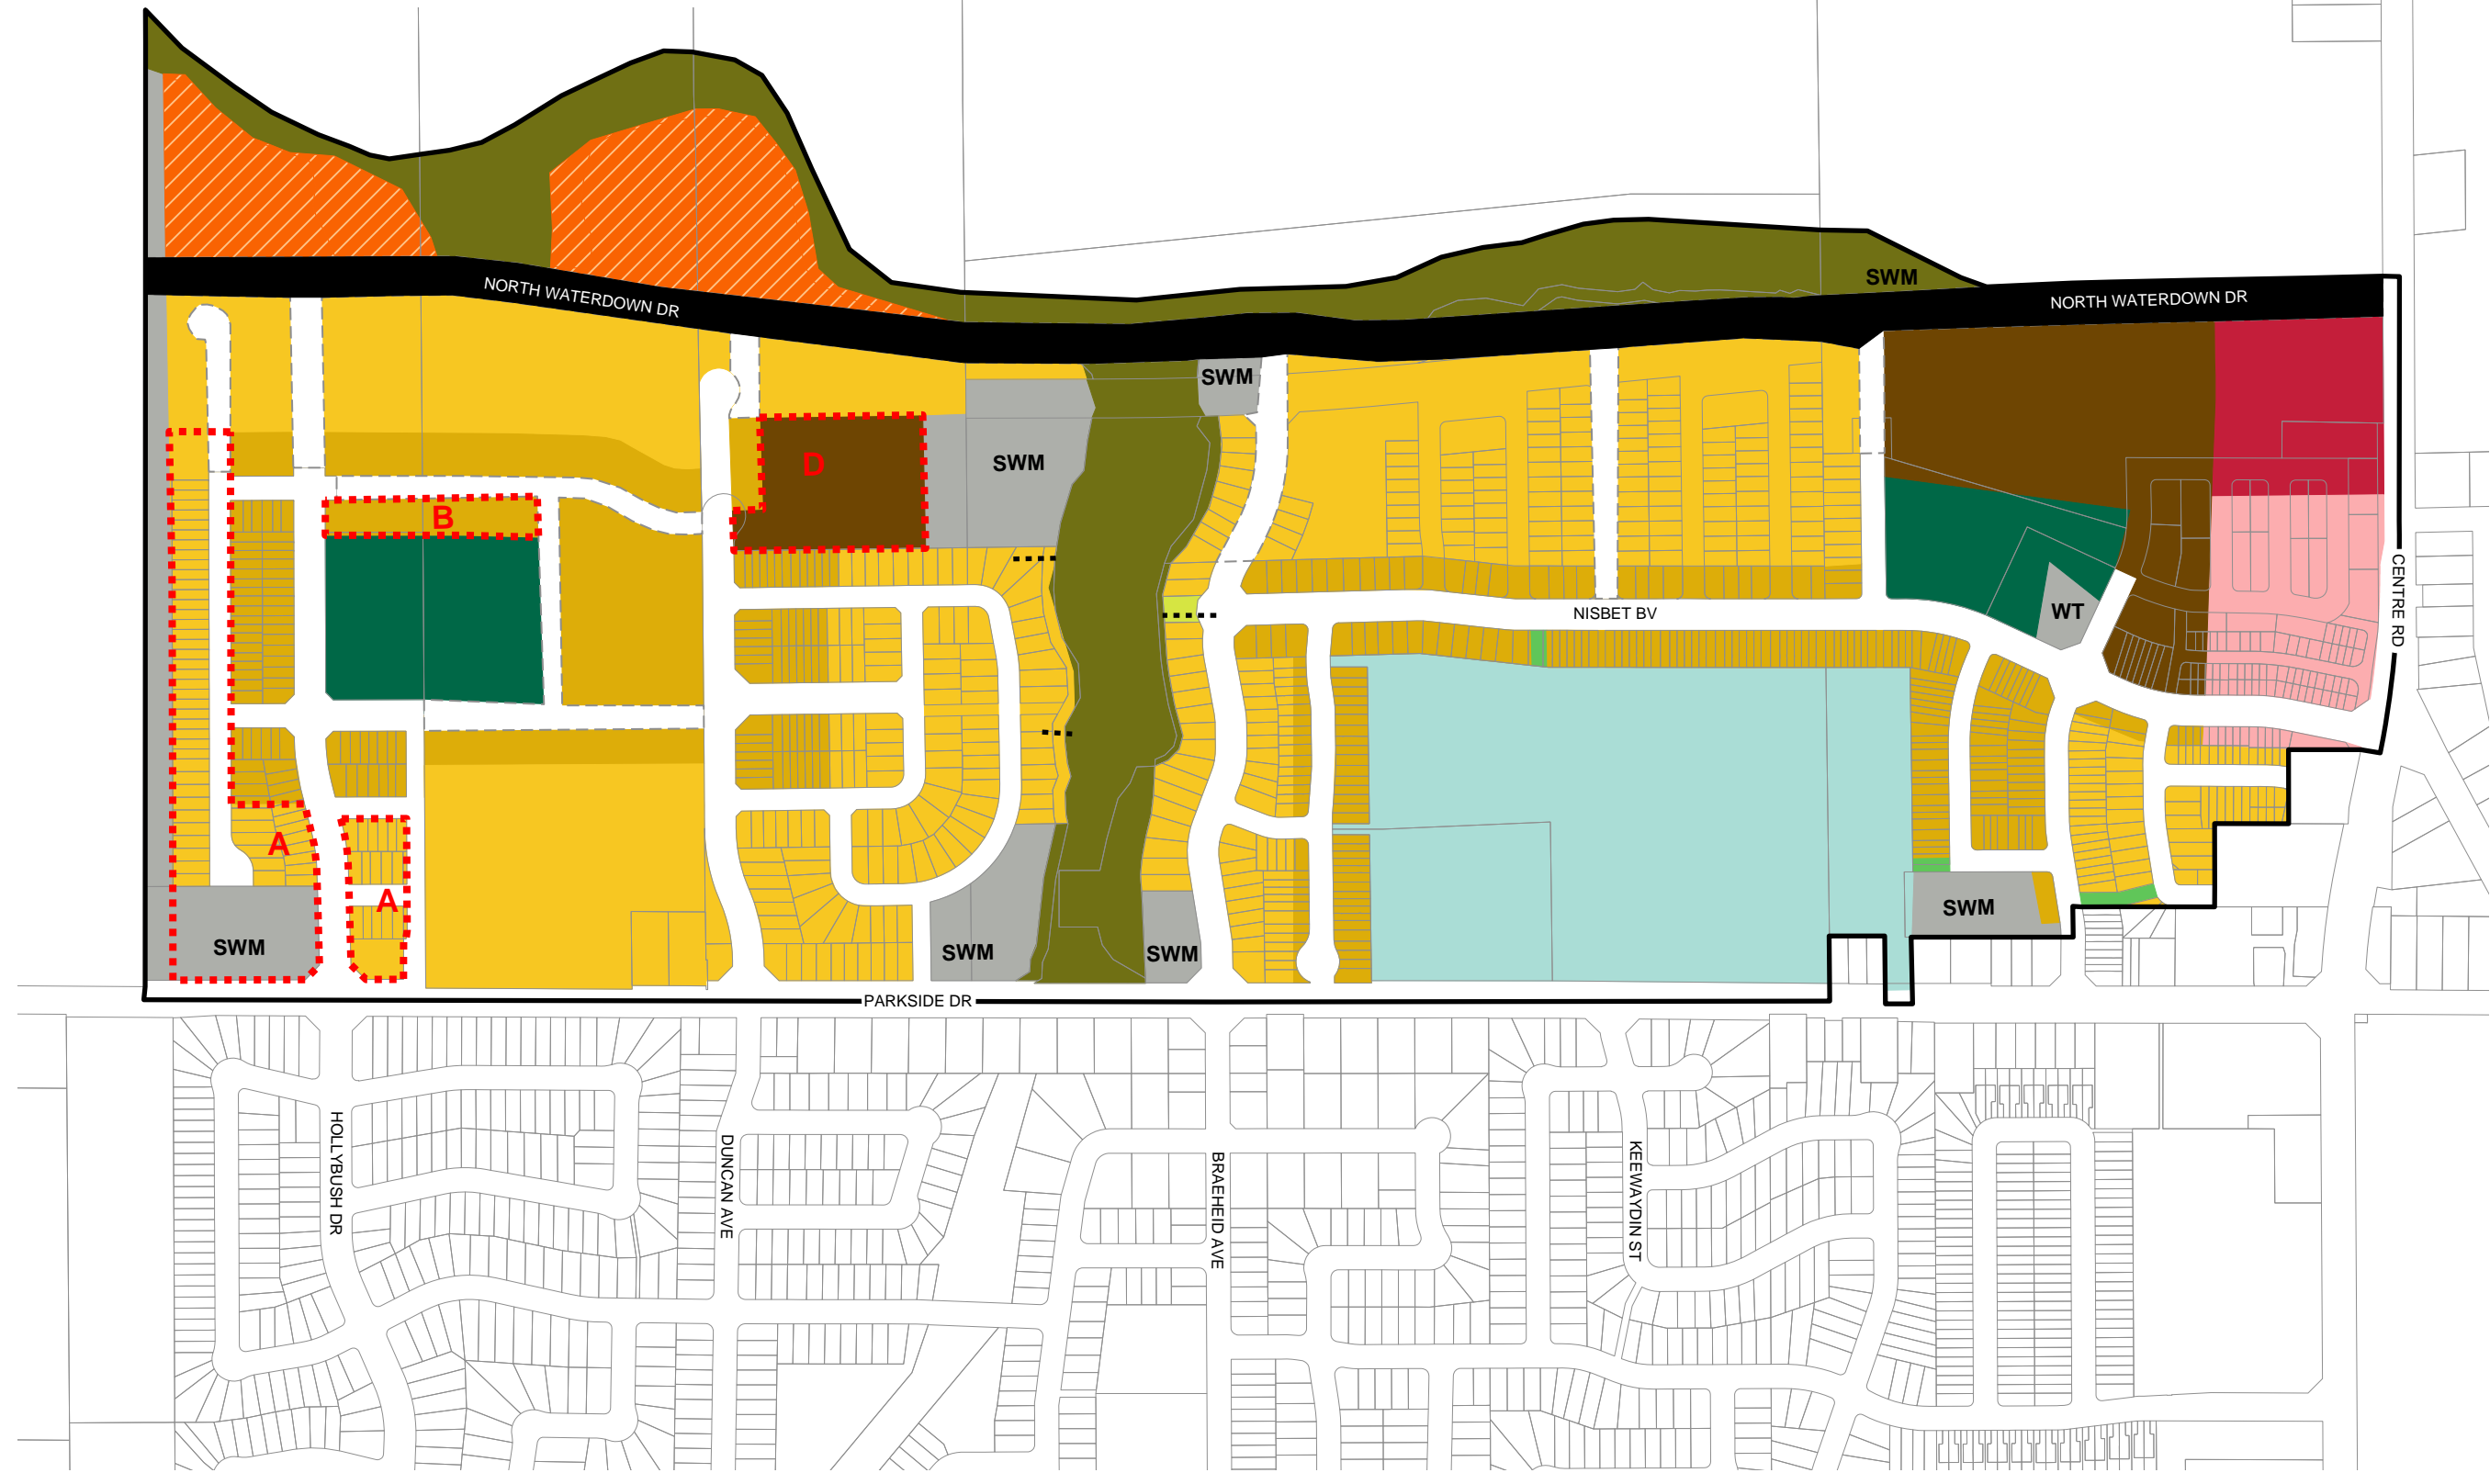 SWM
NORTH WATERDOWN DR
NORTH WATERDOWN DR
SWM
SWM
D
B
CENTRE RD
NISBET BV
WT
A
A
SWM
SWM
SWM
SWM
PARKSIDE DR
HOLLYBUSH DR
DUNCAN AVE
BRAEHEID AVE
KEEWAYDIN ST